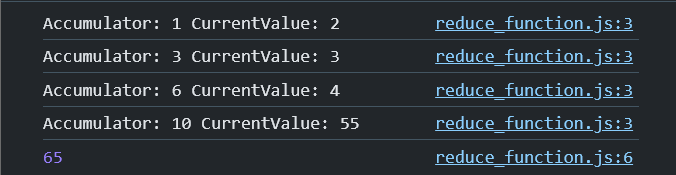 Accumulator: 1 CurrentValue: 2 reduce_function.js:3
Accumulator: 3 CurrentValue: 3 reduce_function.js:3
Accumulator: 6 CurrentValue: 4 reduce_function.js:3
Accumulator: 10 CurrentValue: 55 reduce_function.js:3
65 reduce_function.js:6